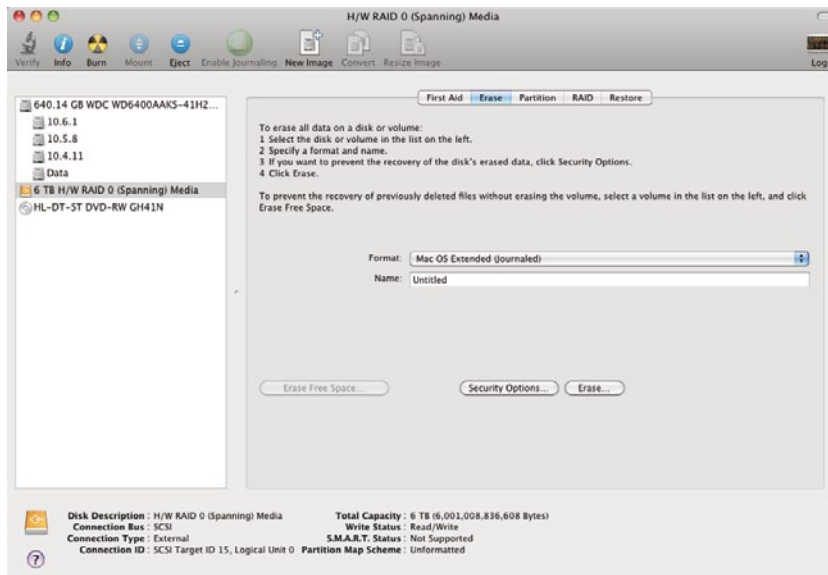 H/W RAID 0 (Spanning) Media
Verify Info Burn Mount Eject Enable Journaling New Image Convert Resize Image Log
640.14 GB WDC WD6400AAKS-41H2...
10.6.1
10.5.8
10.4.11
Data
6 TB H/W RAID 0 (Spanning) Media
HL-DT-ST DVD-RW GH41N
First Aid Erase Partition RAID Restore
To erase all data on a disk or volume:
1 Select the disk or volume in the list on the left.
2 Specify a format and name.
3 If you want to prevent the recovery of the disk's erased data, click Security Options.
4 Click Erase.
To prevent the recovery of previously deleted files without erasing the volume, select a volume in the list on the left, and click
Erase Free Space.
Format: Mac OS Extended (Journaled)
Name: Untitled
Erase Free Space... Security Options... Erase...
Disk Description : H/W RAID 0 (Spanning) Media Total Capacity : 6 TB (6,001,008,836,608 Bytes)
Connection Bus : SCSI Write Status : Read/Write
Connection Type : External S.M.A.R.T. Status : Not Supported
Connection ID : SCSI Target ID 15, Logical Unit 0 Partition Map Scheme : Unformatted
?